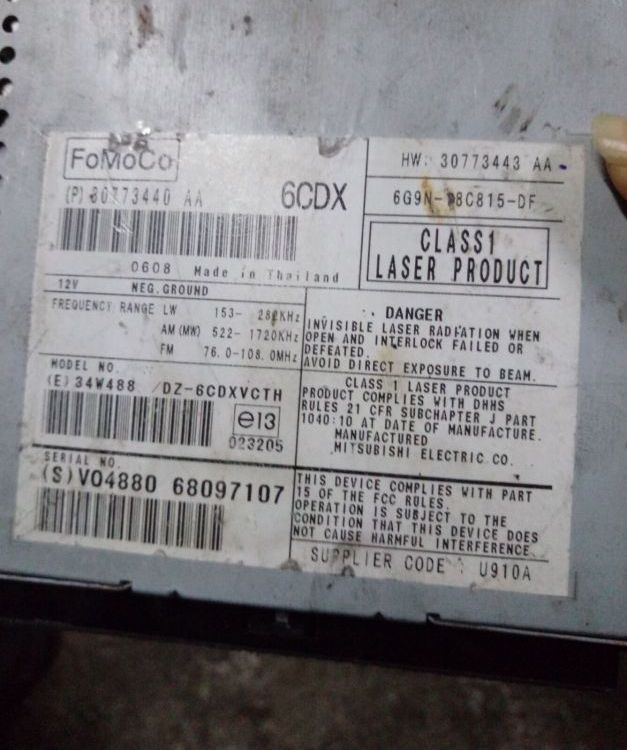 FoMoCo
(P) 30773440 AA
6CDX
0608 Made in Thailand
HW: 30773443 AA
6G9N-18C815-DF
CLASS1
LASER PRODUCT
12V NEG.GROUND
FREQUENCY RANGE LW 153- 282KHz
AM(MW) 522- 1720KHz
FM 76.0-108.0MHz
MODEL NO.
(E) 34W488 /DZ-6CDXVCTH
e13
023205
SERIAL NO.
(S)V04880 68097107
DANGER
INVISIBLE LASER RADIATION WHEN
OPEN AND INTERLOCK FAILED OR
DEFEATED.
AVOID DIRECT EXPOSURE TO BEAM.
CLASS 1 LASER PRODUCT
PRODUCT COMPLIES WITH DHHS
RULES 21 CFR SUBCHAPTER J PART
1040:10 AT DATE OF MANUFACTURE.
MANUFACTURED
MITSUBISHI ELECTRIC CO.
THIS DEVICE COMPLIES WITH PART
15 OF THE FCC RULES.
OPERATION IS SUBJECT TO THE
CONDITION THAT THIS DEVICE DOES
NOT CAUSE HARMFUL INTERFERENCE
SUPPLIER CODE : U910A